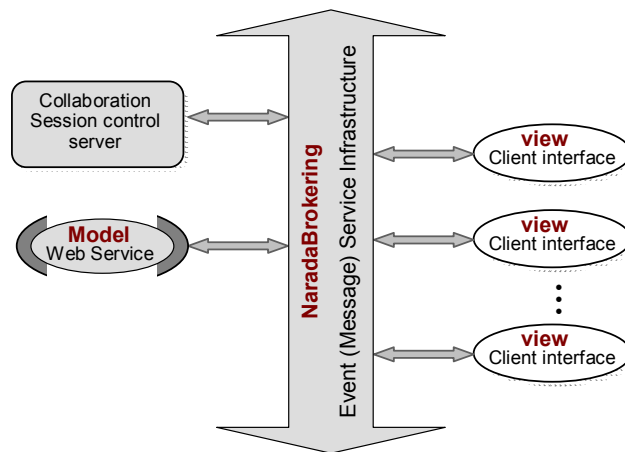 Collaboration
Session control
server
Model
Web Service
NaradaBrokering
Event (Message) Service Infrastructure
view
Client interface
view
Client interface
view
Client interface